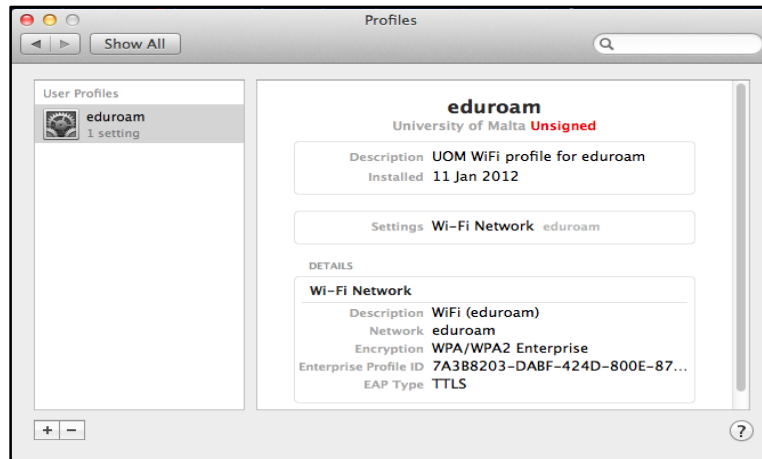 Profiles
Show All
User Profiles
eduroam
1 setting
eduroam
University of Malta Unsigned
Description UOM WiFi profile for eduroam
Installed 11 Jan 2012
Settings Wi-Fi Network eduroam
DETAILS
Wi-Fi Network
Description WiFi (eduroam)
Network eduroam
Encryption WPA/WPA2 Enterprise
Enterprise Profile ID 7A3B8203-DABF-424D-800E-87...
EAP Type TTLS
+ − ?